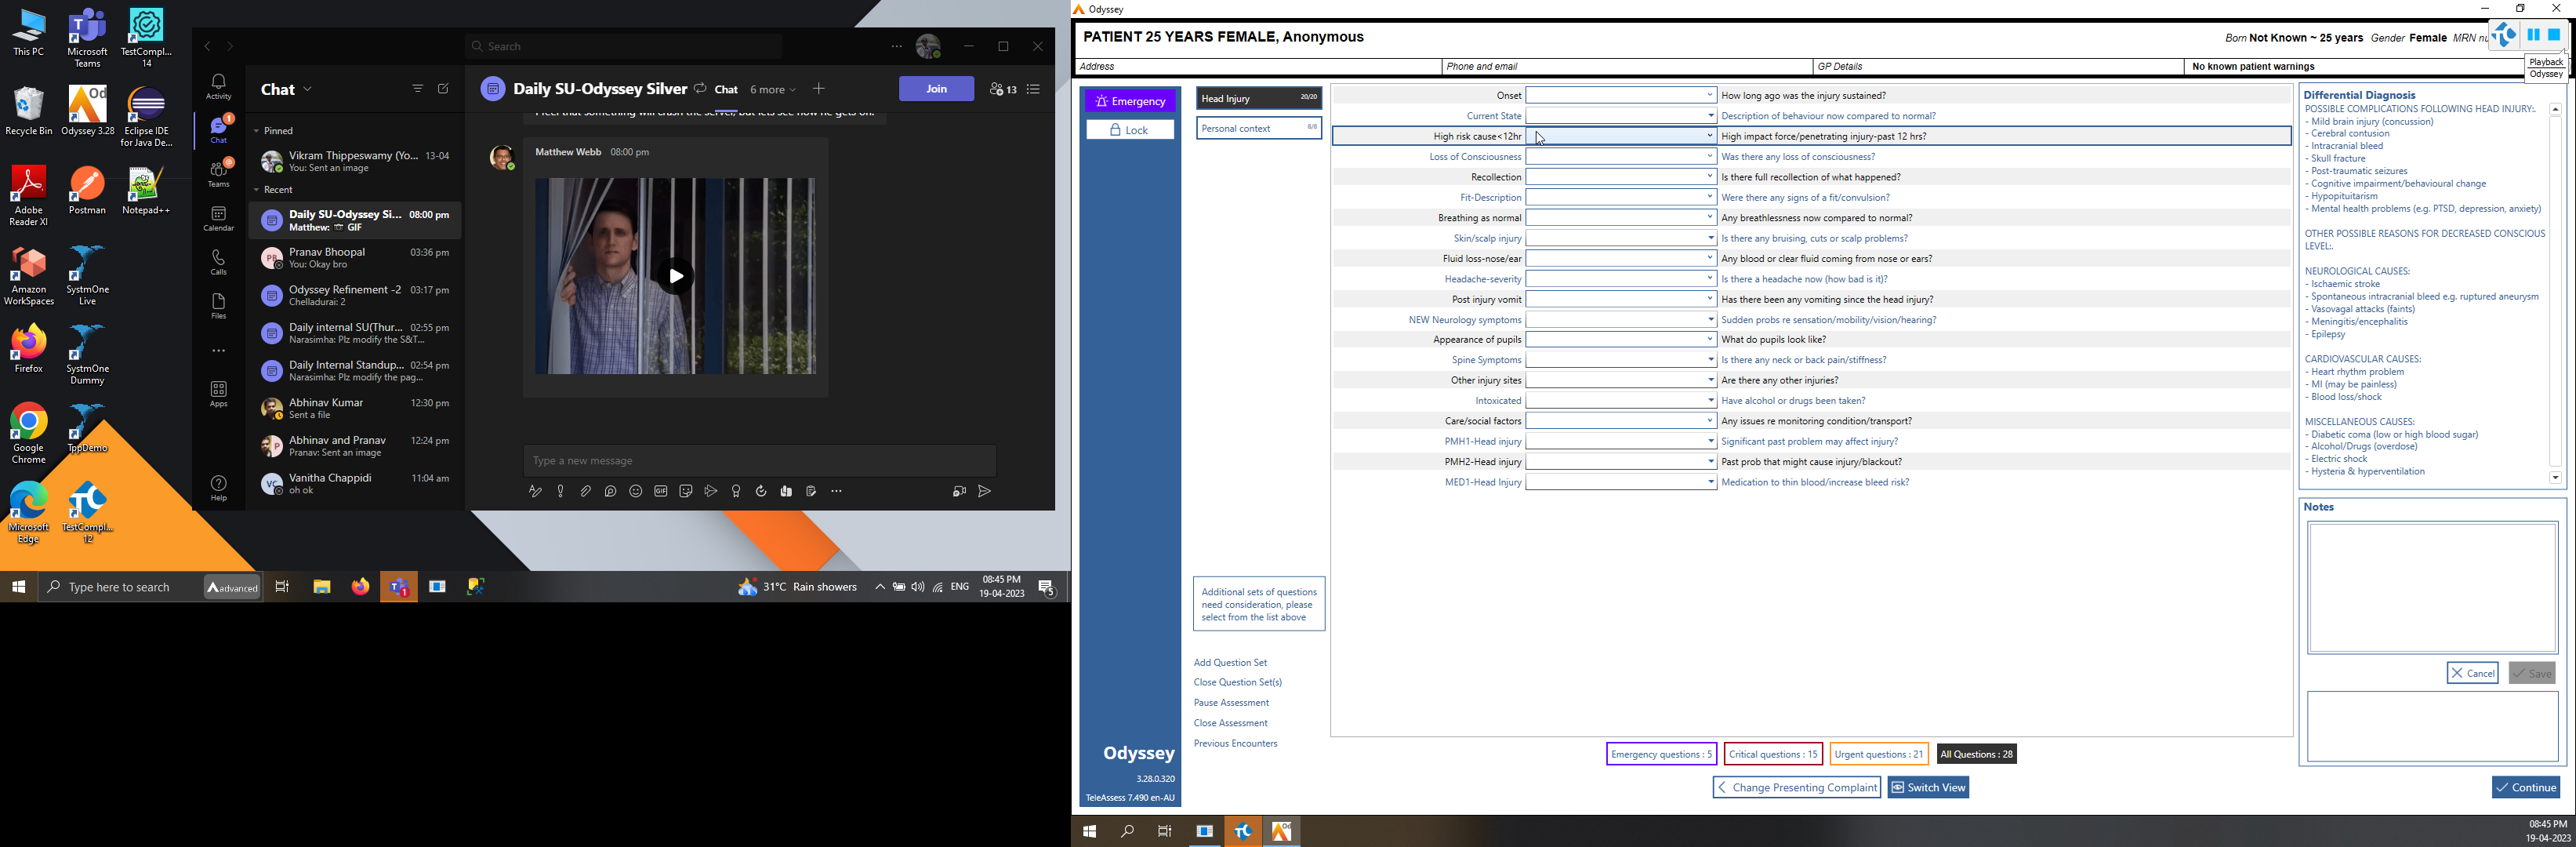 This PC
Microsoft Teams
TestCompl... 14
Recycle Bin
Odyssey 3.28
Eclipse IDE for Java De...
Adobe Reader XI
Postman
Notepad++
Amazon WorkSpaces
SystmOne Live
Firefox
SystmOne Dummy
Google Chrome
TppDemo
Microsoft Edge
TestCompl... 12
Search
Activity
Chat
Teams
Calendar
Calls
Files
Apps
Help
Chat
Pinned
Vikram Thippeswamy (Yo... 13-04
You: Sent an image
Recent
Daily SU-Odyssey Si... 08:00 pm
Matthew: GIF
Pranav Bhoopal 03:36 pm
You: Okay bro
Odyssey Refinement -2 03:17 pm
Chelladurai: 2
Daily internal SU(Thur... 02:55 pm
Narasimha: Plz modify the S&T...
Daily Internal Standup... 02:54 pm
Narasimha: Plz modify the pag...
Abhinav Kumar 12:30 pm
Sent a file
Abhinav and Pranav 12:24 pm
Pranav: Sent an image
Vanitha Chappidi 11:04 am
oh ok
Daily SU-Odyssey Silver Chat 6 more Join 13
Matthew Webb 08:00 pm
Type a new message
Type here to search
advanced
31°C Rain showers
ENG
08:45 PM
19-04-2023
Odyssey
PATIENT 25 YEARS FEMALE, Anonymous
Born Not Known ~ 25 years Gender Female MRN nu
Playback
Odyssey
Address
Phone and email
GP Details
No known patient warnings
Emergency
Lock
Head Injury 20/20
Personal context 8/8
Onset How long ago was the injury sustained?
Current State Description of behaviour now compared to normal?
High risk cause<12hr High impact force/penetrating injury-past 12 hrs?
Loss of Consciousness Was there any loss of consciousness?
Recollection Is there full recollection of what happened?
Fit-Description Were there any signs of a fit/convulsion?
Breathing as normal Any breathlessness now compared to normal?
Skin/scalp injury Is there any bruising, cuts or scalp problems?
Fluid loss-nose/ear Any blood or clear fluid coming from nose or ears?
Headache-severity Is there a headache now (how bad is it)?
Post injury vomit Has there been any vomiting since the head injury?
NEW Neurology symptoms Sudden probs re sensation/mobility/vision/hearing?
Appearance of pupils What do pupils look like?
Spine Symptoms Is there any neck or back pain/stiffness?
Other injury sites Are there any other injuries?
Intoxicated Have alcohol or drugs been taken?
Care/social factors Any issues re monitoring condition/transport?
PMH1-Head injury Significant past problem may affect injury?
PMH2-Head injury Past prob that might cause injury/blackout?
MED1-Head Injury Medication to thin blood/increase bleed risk?
Additional sets of questions
need consideration, please
select from the list above
Add Question Set
Close Question Set(s)
Pause Assessment
Close Assessment
Previous Encounters
Odyssey
3.28.0.320
TeleAssess 7.490 en-AU
Emergency questions : 5
Critical questions : 15
Urgent questions : 21
All Questions : 28
Change Presenting Complaint
Switch View
Differential Diagnosis
POSSIBLE COMPLICATIONS FOLLOWING HEAD INJURY:.
- Mild brain injury (concussion)
- Cerebral contusion
- Intracranial bleed
- Skull fracture
- Post-traumatic seizures
- Cognitive impairment/behavioural change
- Hypopituitarism
- Mental health problems (e.g. PTSD, depression, anxiety)
OTHER POSSIBLE REASONS FOR DECREASED CONSCIOUS
LEVEL:.
NEUROLOGICAL CAUSES:
- Ischaemic stroke
- Spontaneous intracranial bleed e.g. ruptured aneurysm
- Vasovagal attacks (faints)
- Meningitis/encephalitis
- Epilepsy
CARDIOVASCULAR CAUSES:
- Heart rhythm problem
- MI (may be painless)
- Blood loss/shock
MISCELLANEOUS CAUSES:
- Diabetic coma (low or high blood sugar)
- Alcohol/Drugs (overdose)
- Electric shock
- Hysteria & hyperventilation
Notes
Cancel
Save
Continue
08:45 PM
19-04-2023